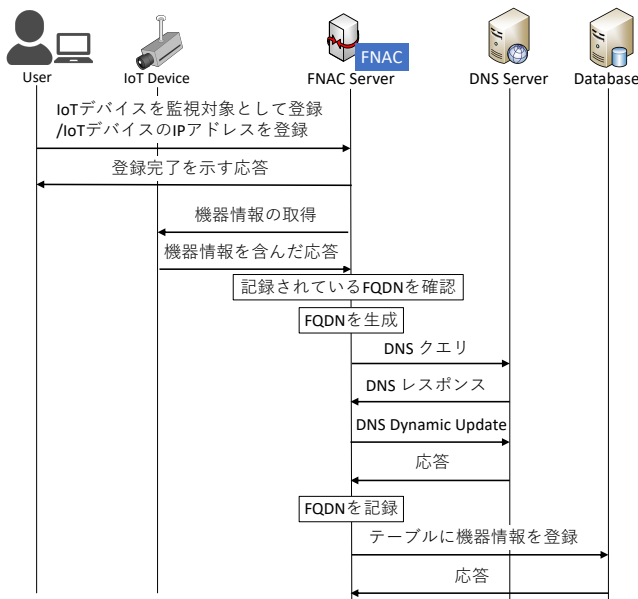 FNAC
User
IoT Device
FNAC Server
DNS Server
Database
IoTデバイスを監視対象として登録
/IoTデバイスのIPアドレスを登録
登録完了を示す応答
機器情報の取得
機器情報を含んだ応答
記録されているFQDNを確認
FQDNを生成
DNS クエリ
DNS レスポンス
DNS Dynamic Update
応答
FQDNを記録
テーブルに機器情報を登録
応答